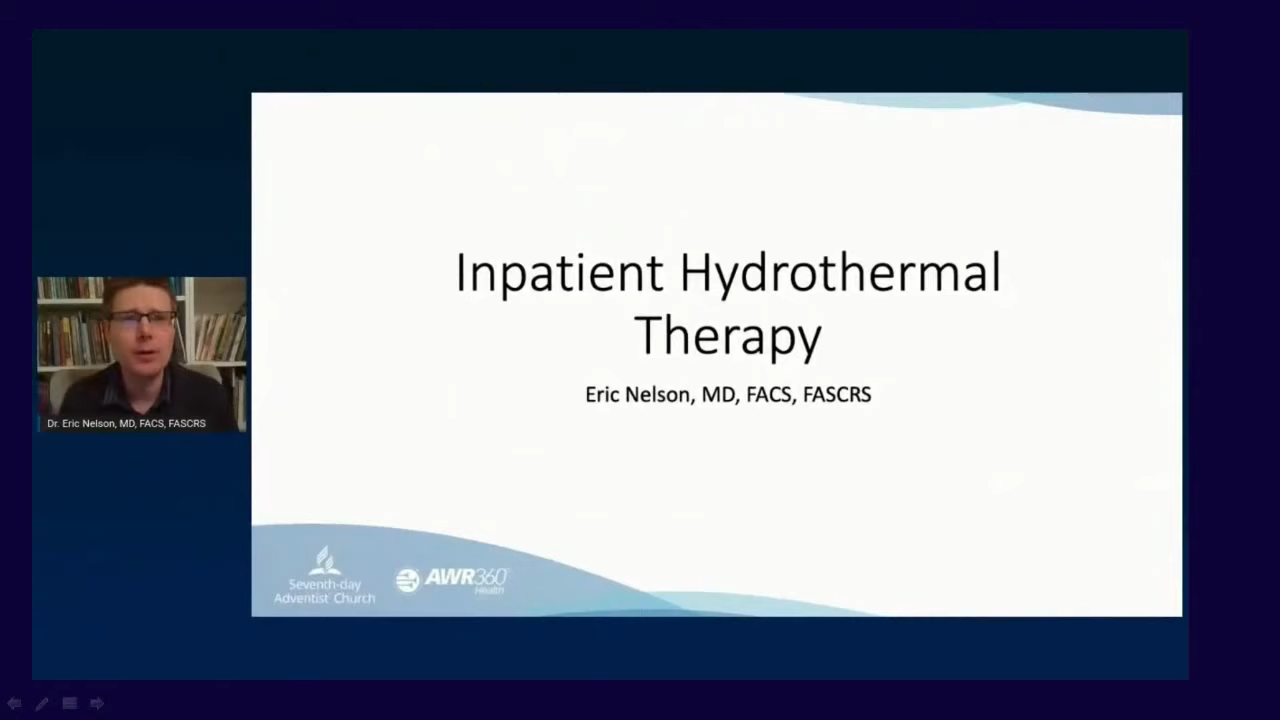 Inpatient Hydrothermal
Therapy
Eric Nelson, MD, FACS, FASCRS
Dr. Eric Nelson, MD, FACS, FASCRS
Seventh-day
Adventist Church
AWR360°
Health